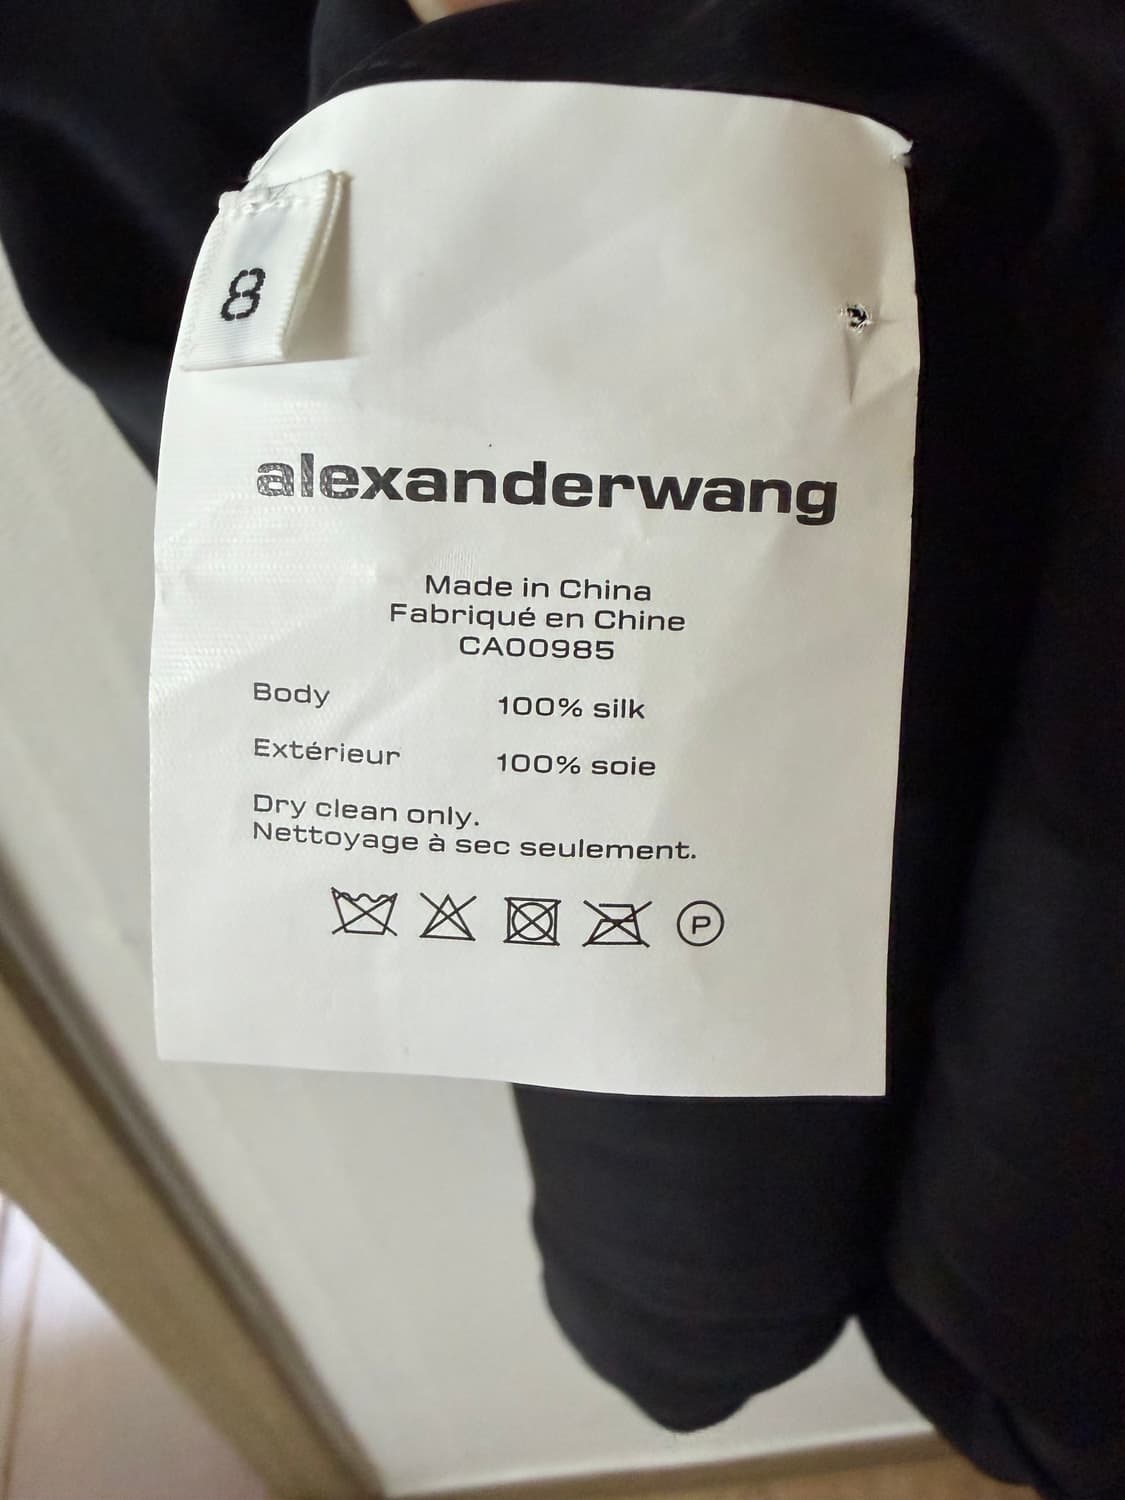 8
alexanderwang
Made in China
Fabriqué en Chine
CA00985
Body 100% silk
Extérieur 100% soie
Dry clean only.
Nettoyage à sec seulement.
P